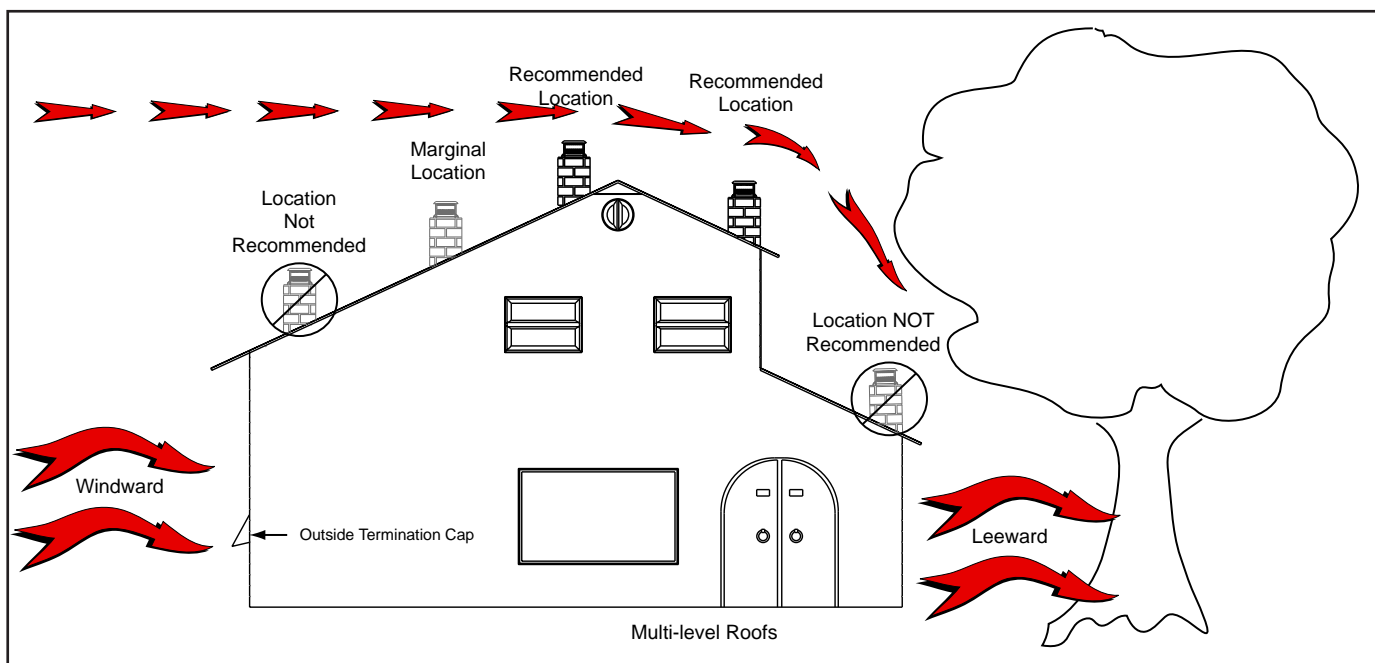 Recommended
Location
Recommended
Location
Marginal
Location
Location
Not
Recommended
Location NOT
Recommended
Windward
Outside Termination Cap
Leeward
Multi-level Roofs